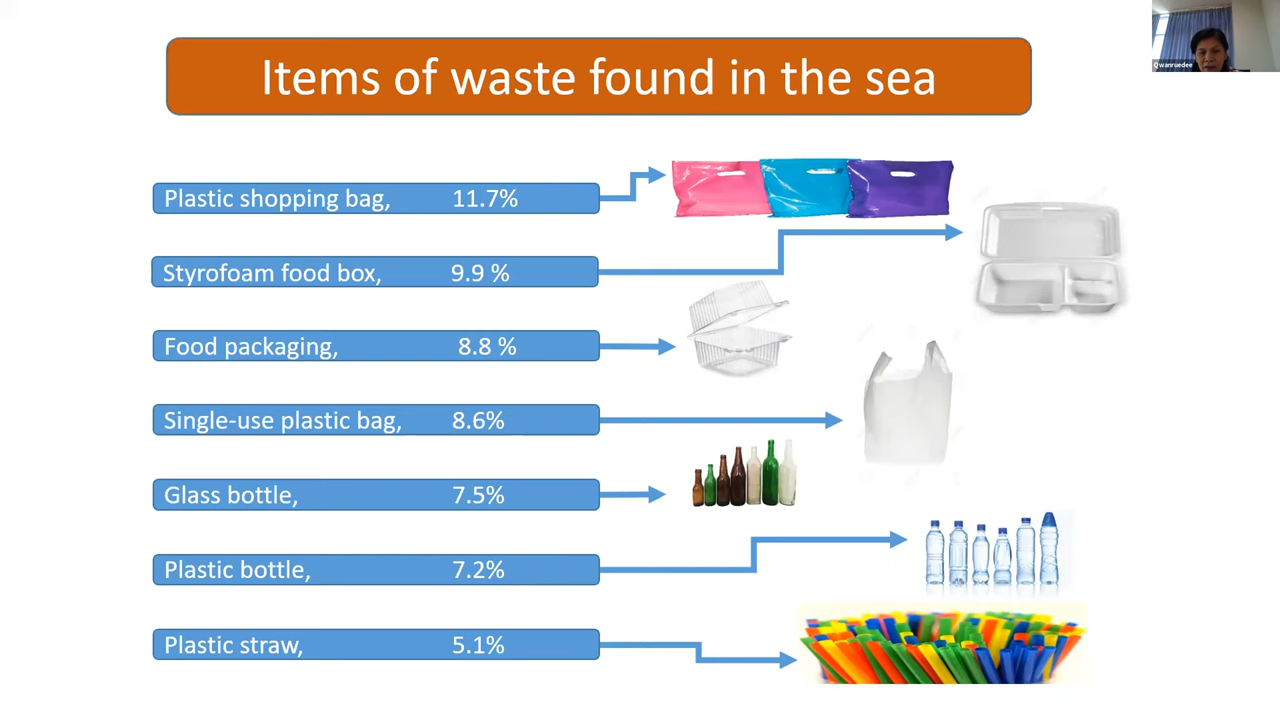 Items of waste found in the sea
Qwanruedee
Plastic shopping bag, 11.7%
Styrofoam food box, 9.9 %
Food packaging, 8.8 %
Single-use plastic bag, 8.6%
Glass bottle, 7.5%
Plastic bottle, 7.2%
Plastic straw, 5.1%